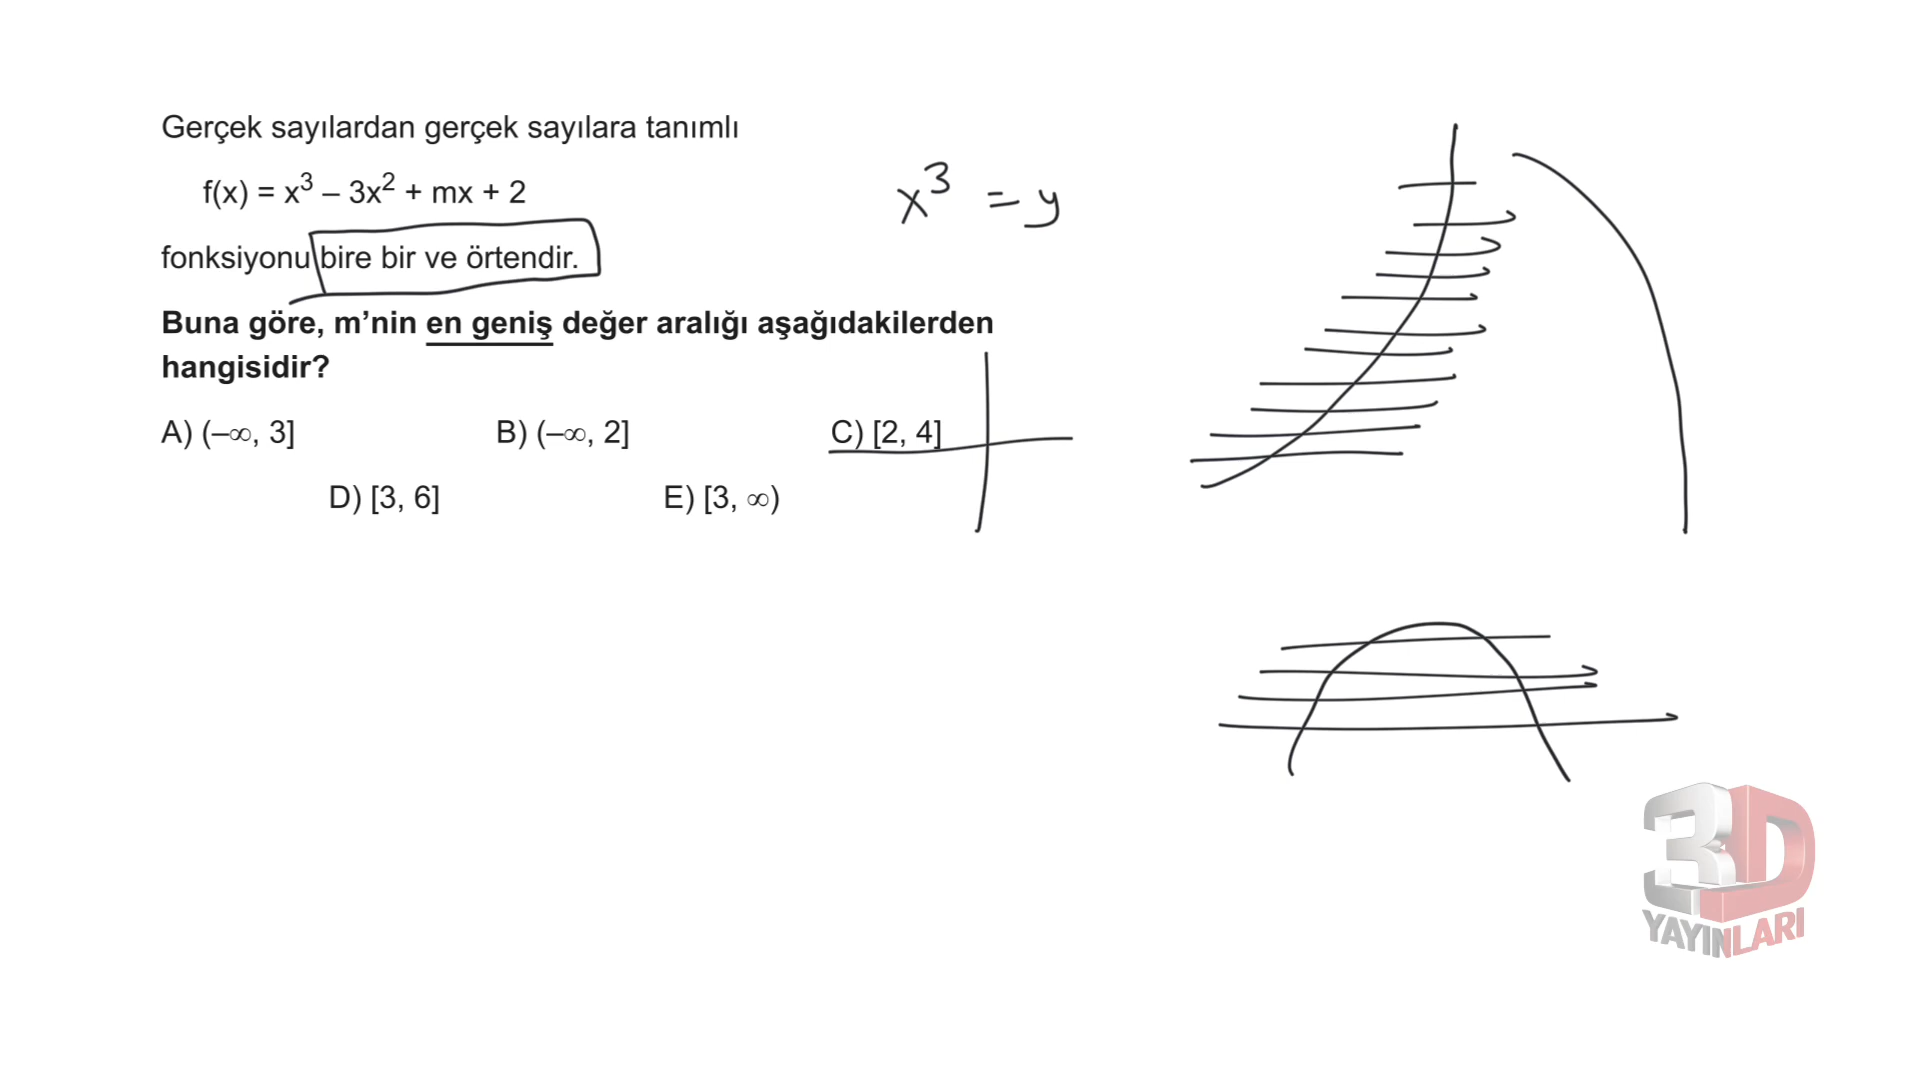 Gerçek sayılardan gerçek sayılara tanımlı
f(x) = x³ – 3x² + mx + 2
x³ = y
fonksiyonu bire bir ve örtendir.
Buna göre, m’nin en geniş değer aralığı aşağıdakilerden
hangisidir?
A) (–∞, 3] B) (–∞, 2] C) [2, 4]
D) [3, 6] E) [3, ∞)
3D
YAYINLARI